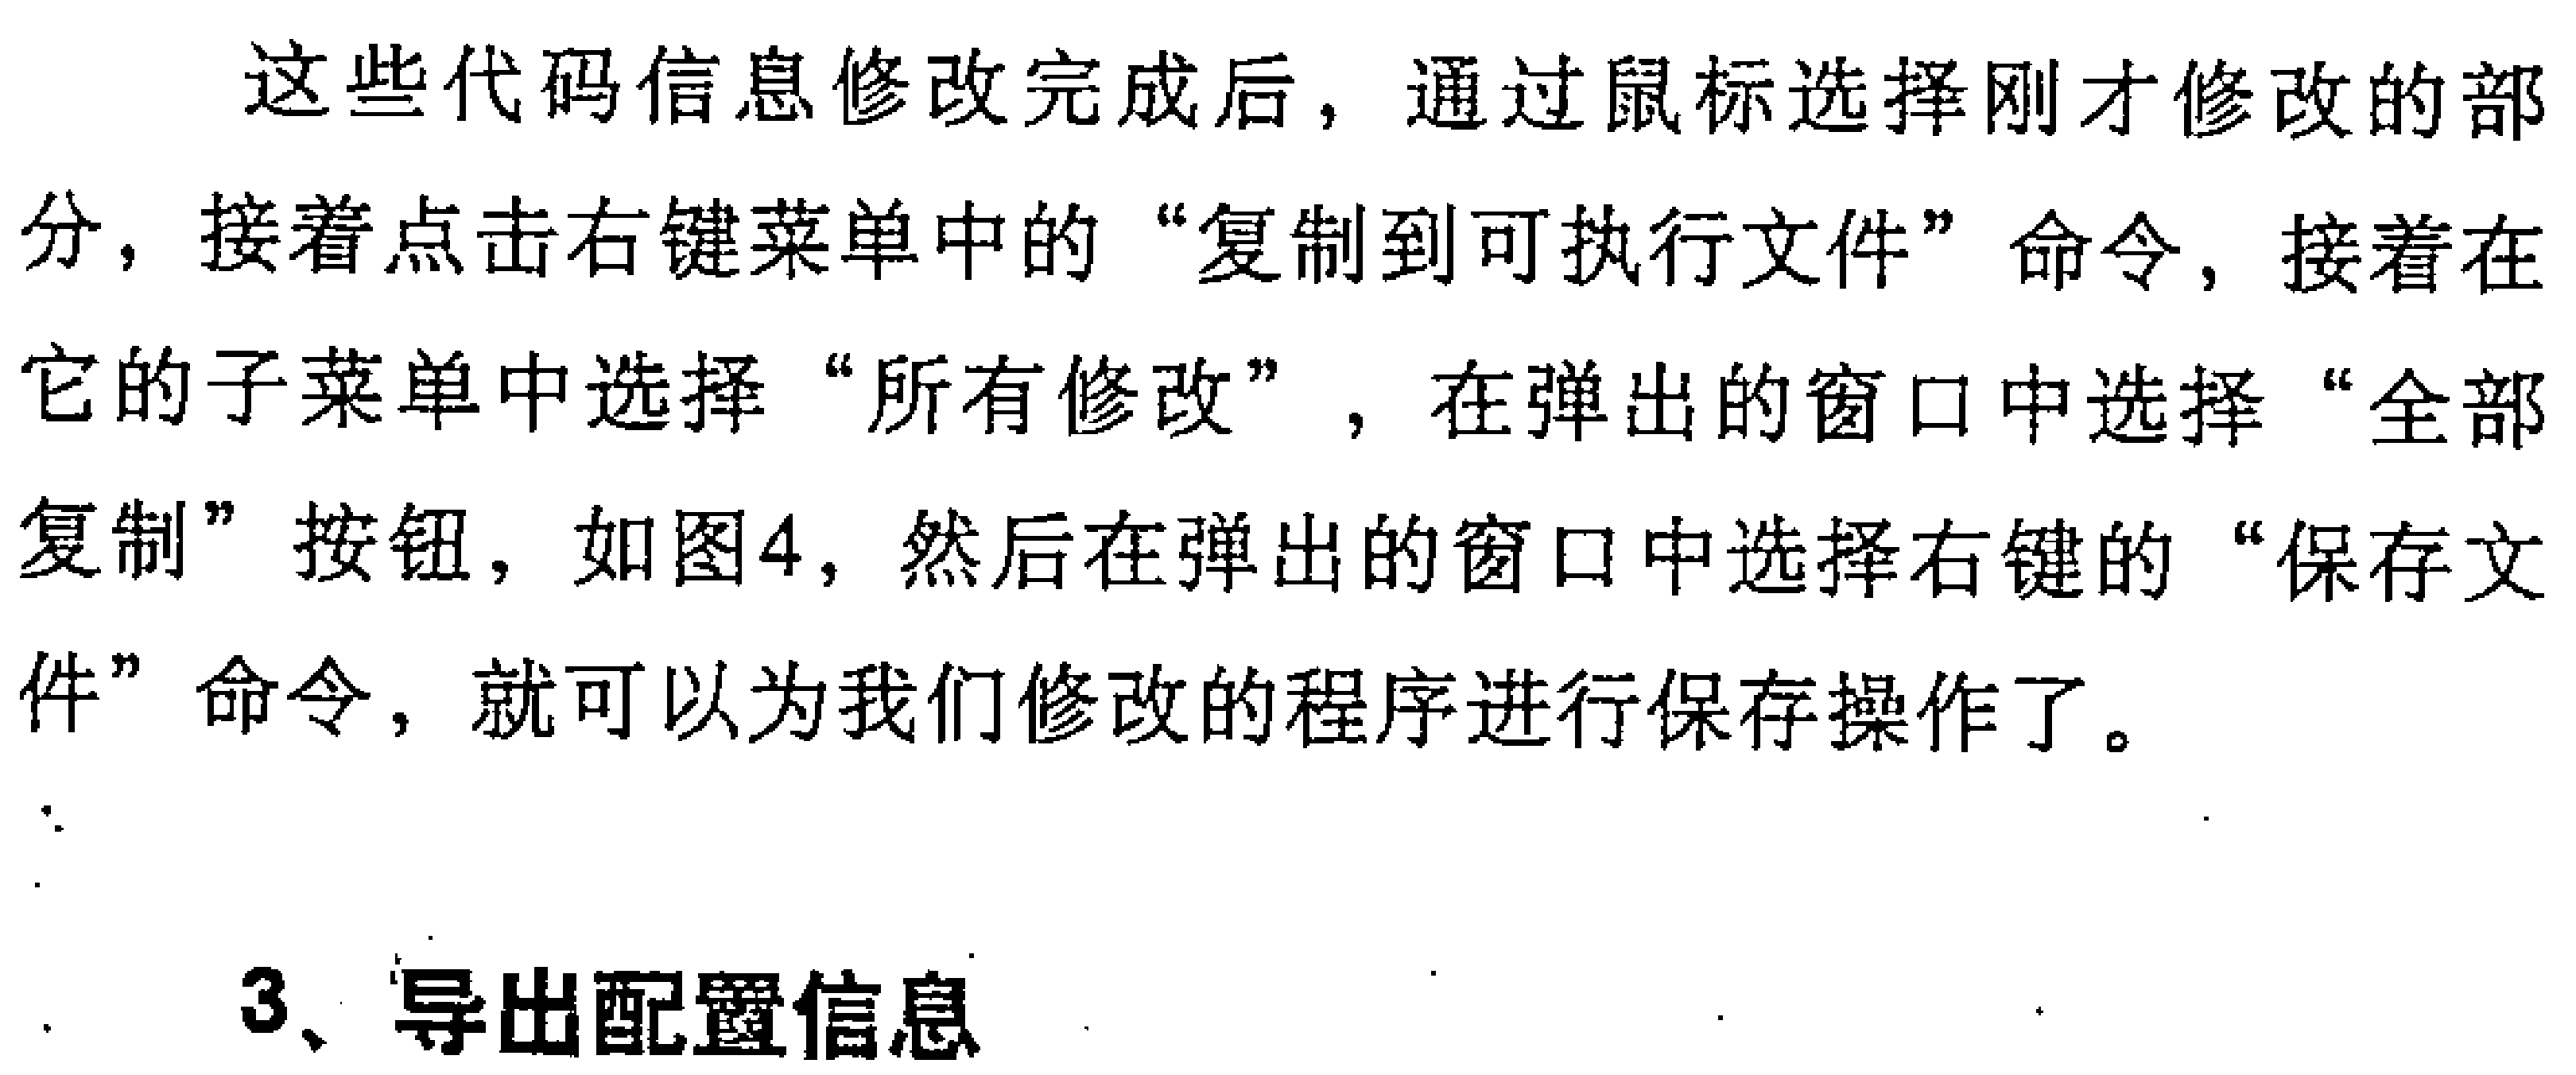 这些代码信息修改完成后，通过鼠标选择刚才修改的部
分，接着点击右键菜单中的“复制到可执行文件”命令，接着在
它的子菜单中选择“所有修改”，在弹出的窗口中选择“全部
复制”按钮，如图4，然后在弹出的窗口中选择右键的“保存文
件”命令，就可以为我们修改的程序进行保存操作了。
3、导出配置信息